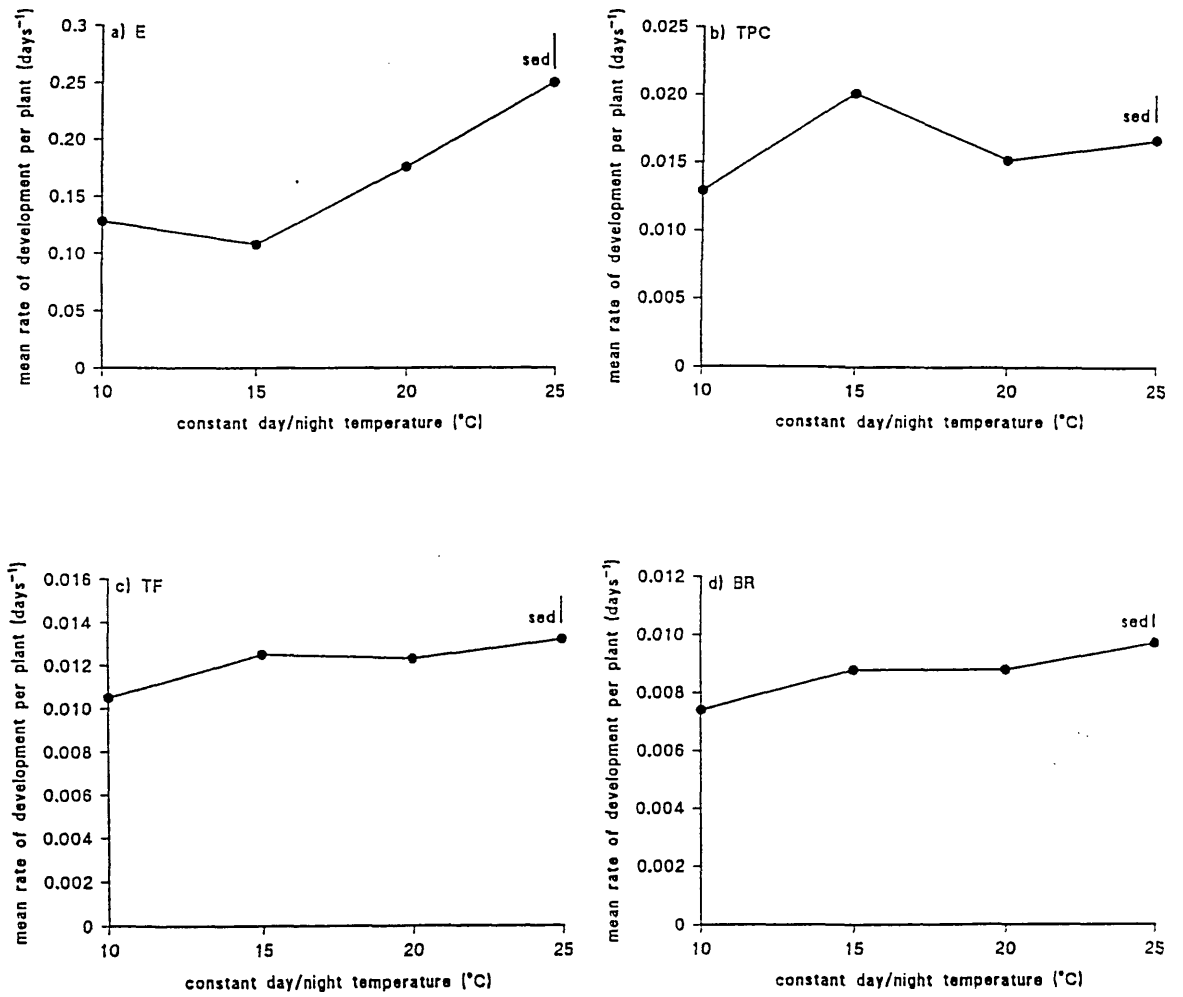 a) E
mean rate of development per plant (days⁻¹)
0.3
0.25
0.20
0.15
0.10
0.05
0
sed
10 15 20 25
constant day/night temperature (°C)
b) TPC
mean rate of development per plant (days⁻¹)
0.025
0.020
0.015
0.010
0.005
0
sed
10 15 20 25
constant day/night temperature (°C)
c) TF
mean rate of development per plant (days⁻¹)
0.016
0.014
0.012
0.010
0.008
0.006
0.004
0.002
0
sed
10 15 20 25
constant day/night temperature (°C)
d) BR
mean rate of development per plant (days⁻¹)
0.012
0.010
0.008
0.006
0.004
0.002
0
sed
10 15 20 25
constant day/night temperature (°C)